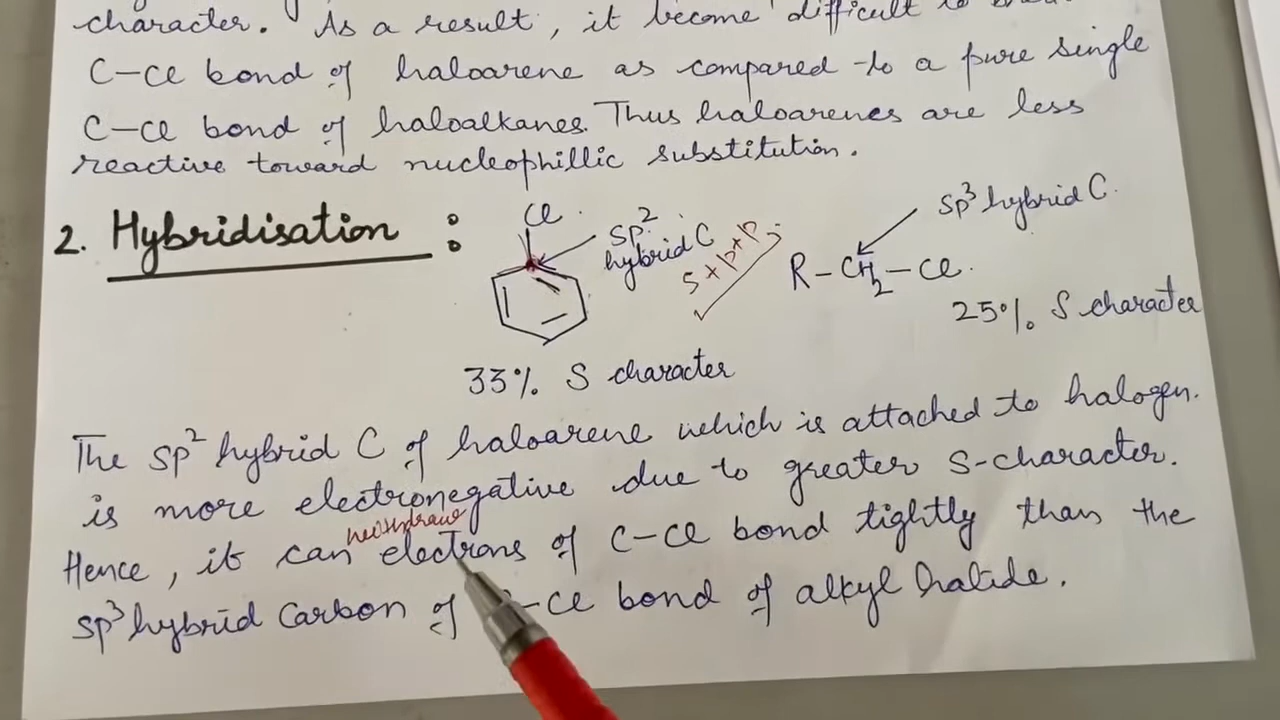 character. As a result, it become difficult to
C-Cl bond of haloarene as compared to a pure single
C-Cl bond of haloalkanes. Thus haloarenes are less
reactive toward nucleophillic substitution.
2. Hybridisation :
Cl
sp2 hybrid C
s+p+p
sp3 hybrid C
R-CH2-Cl
25% S character
33% S character
The sp2 hybrid C of haloarene which is attached to halogen.
is more electronegative due to greater S-character.
withdraw
Hence, it can electrons of C-Cl bond tightly than the
sp3 hybrid Carbon of -Cl bond of alkyl halide.